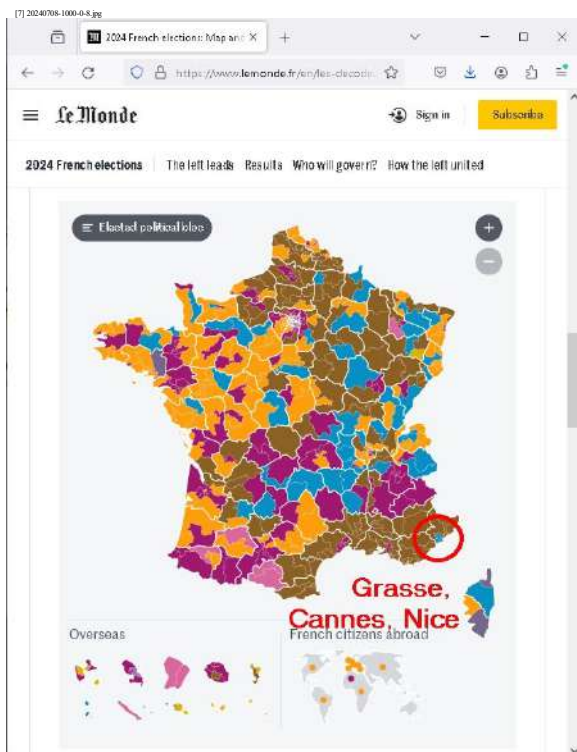 [7] 20240708-1000-0-8.jpg
2024 French elections: Map and
https://www.lemonde.fr/en/les-decode
Le Monde
Sign in
Subscribe
2024 French elections The left leads Results Who will govern? How the left united
Elected political bloc
Grasse,
Cannes, Nice
Overseas
French citizens abroad